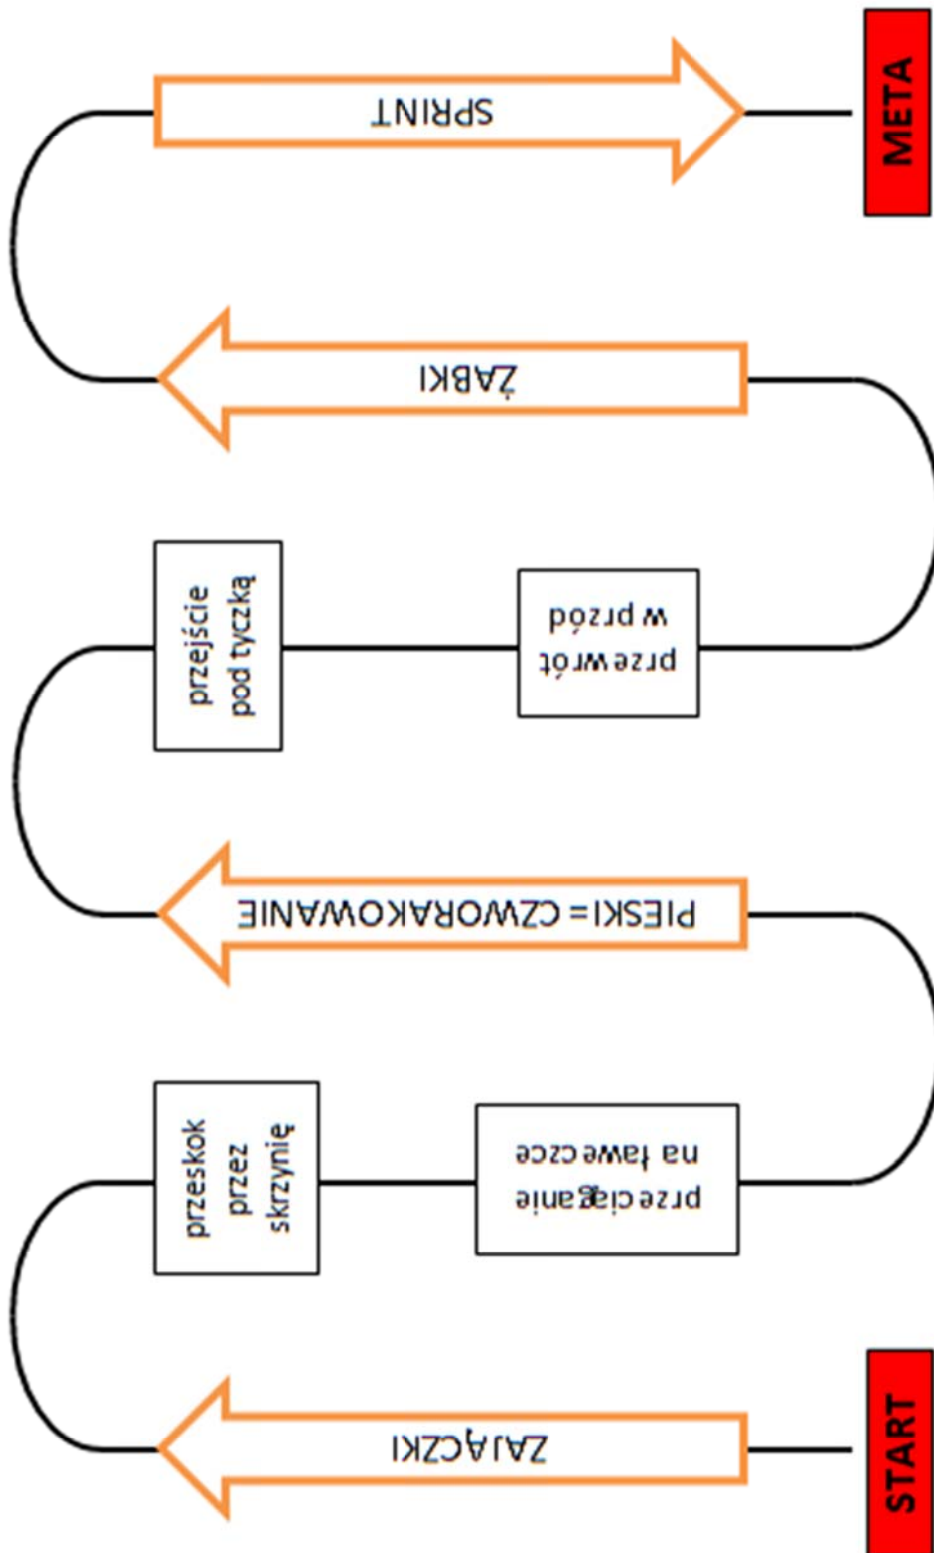 START
ZAJĄCZKI
przeskok
przez
skrzynię
przeciąganie
na ławeczce
PIESKI = CZWORAKOWANIE
przejście
pod tyczką
przewrót
w przód
ŻABKI
SPRINT
META